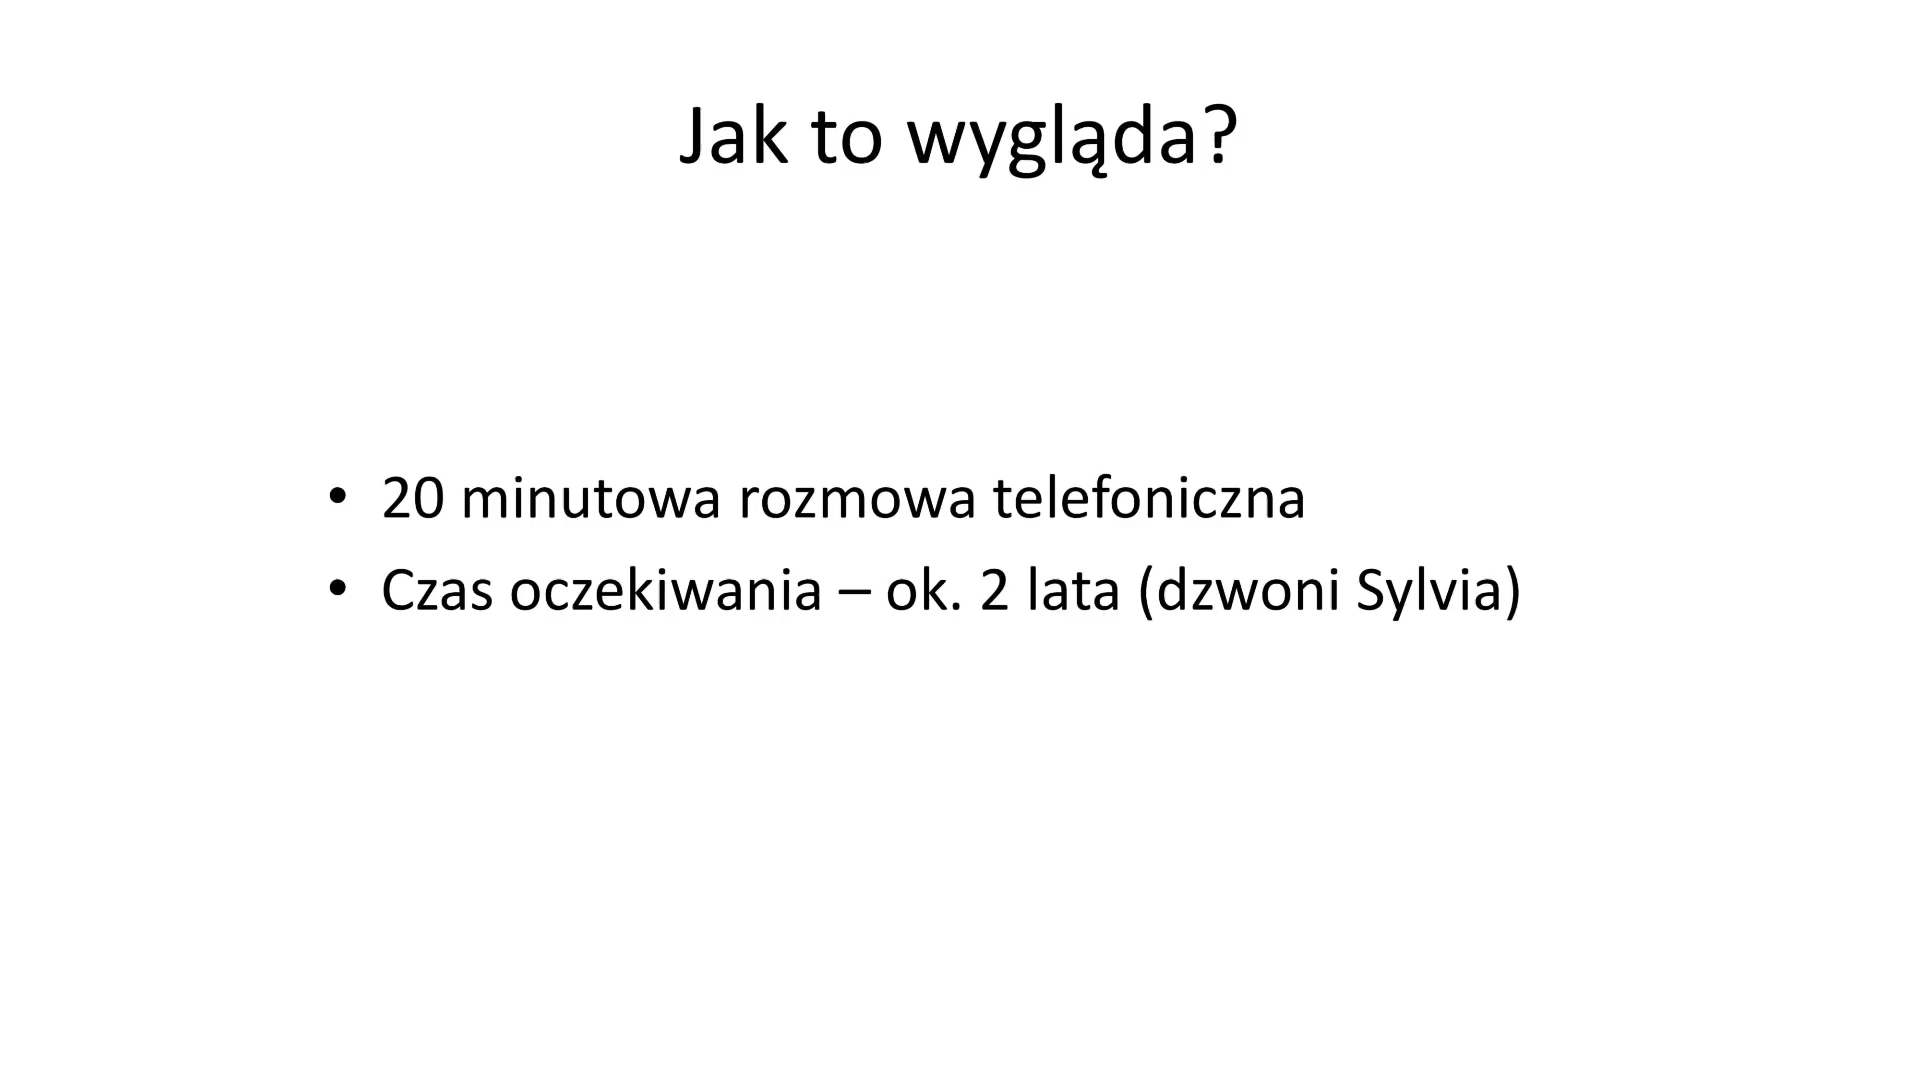 Jak to wygląda?
• 20 minutowa rozmowa telefoniczna
• Czas oczekiwania – ok. 2 lata (dzwoni Sylvia)